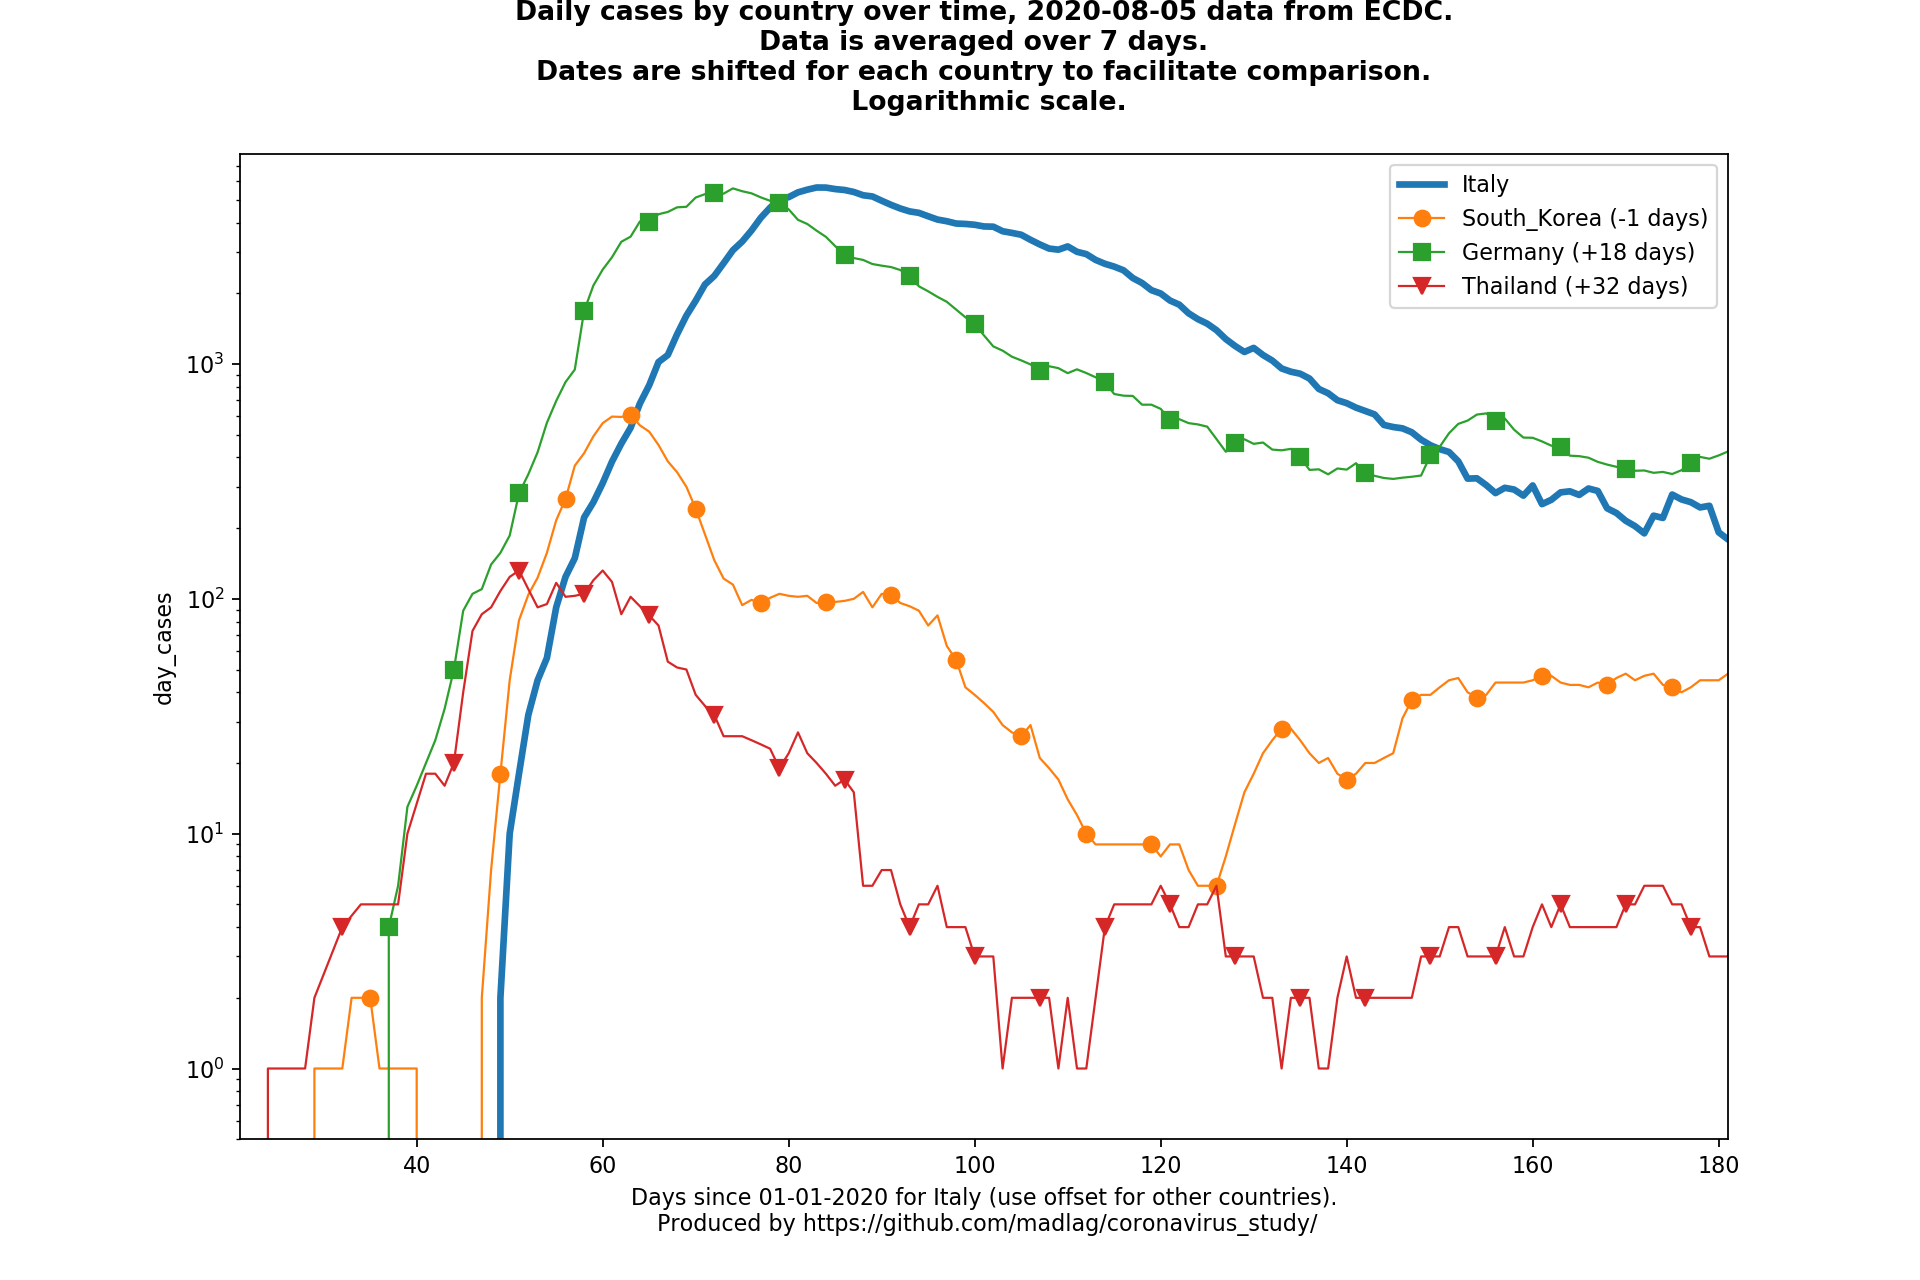 Daily cases by country over time, 2020-08-05 data from ECDC.
Data is averaged over 7 days.
Dates are shifted for each country to facilitate comparison.
Logarithmic scale.
Italy
South_Korea (-1 days)
Germany (+18 days)
Thailand (+32 days)
day_cases
10³
10²
10¹
10⁰
40 60 80 100 120 140 160 180
Days since 01-01-2020 for Italy (use offset for other countries).
Produced by https://github.com/madlag/coronavirus_study/